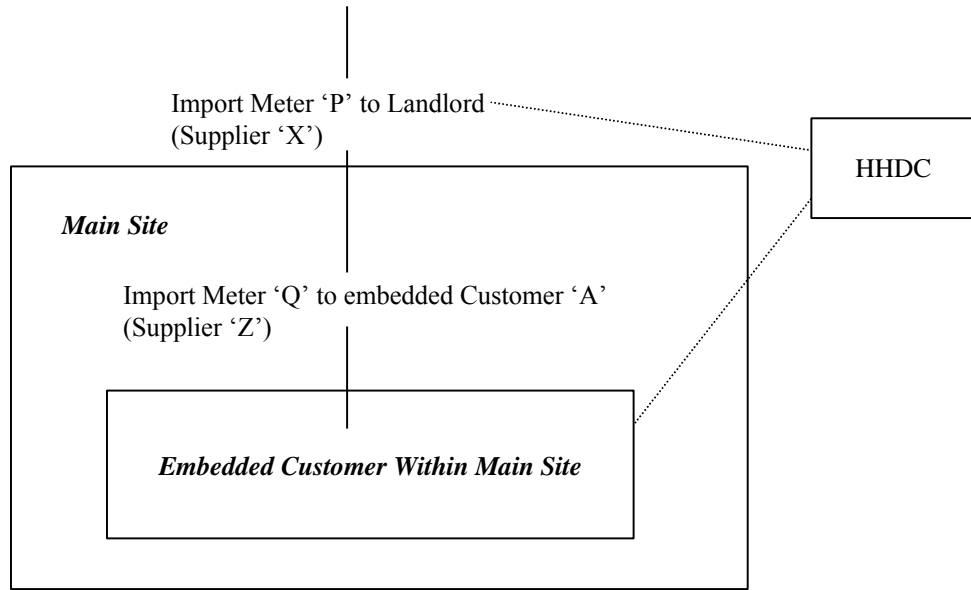 Import Meter ‘P’ to Landlord
(Supplier ‘X’)
HHDC
Main Site
Import Meter ‘Q’ to embedded Customer ‘A’
(Supplier ‘Z’)
Embedded Customer Within Main Site